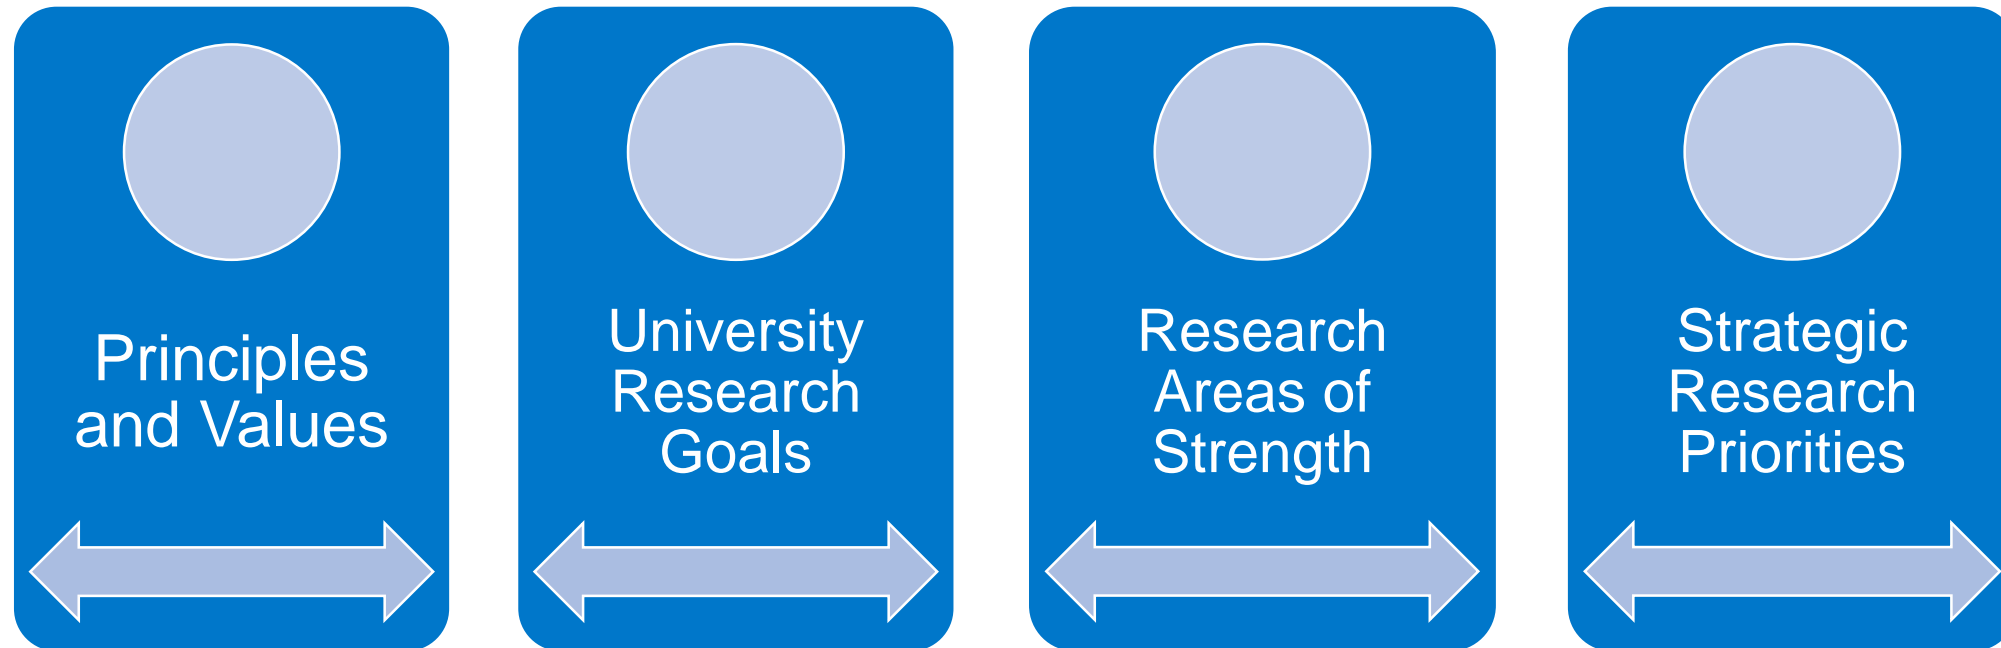 Principles
and Values
University
Research
Goals
Research
Areas of
Strength
Strategic
Research
Priorities